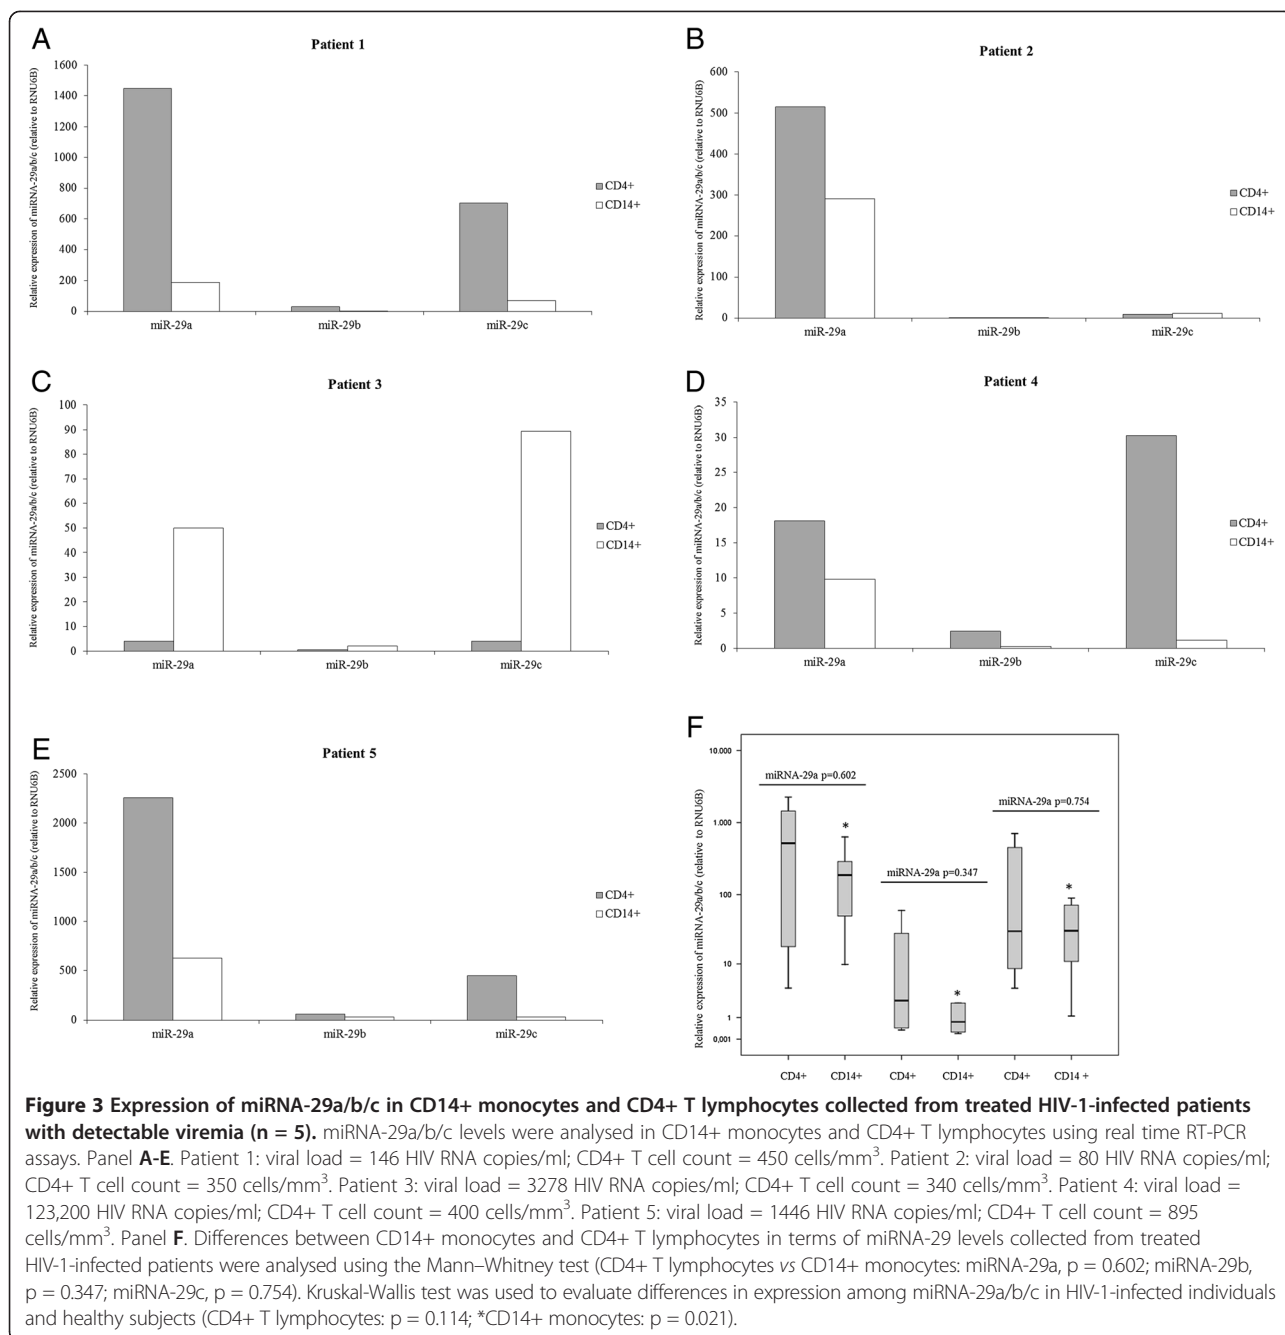 A
Patient 1
Relative expression of miRNA-29a/b/c (relative to RNU6B)
1600
1400
1200
1000
800
600
400
200
0
miR-29a
miR-29b
miR-29c
CD4+
CD14+
B
Patient 2
Relative expression of miRNA-29a/b/c (relative to RNU6B)
600
500
400
300
200
100
0
miR-29a
miR-29b
miR-29c
CD4+
CD14+
C
Patient 3
Relative expression of miRNA-29a/b/c (relative to RNU6B)
100
90
80
70
60
50
40
30
20
10
0
miR-29a
miR-29b
miR-29c
CD4+
CD14+
D
Patient 4
Relative expression of miRNA-29a/b/c (relative to RNU6B)
35
30
25
20
15
10
5
0
miR-29a
miR-29b
miR-29c
CD4+
CD14+
E
Patient 5
Relative expression of miRNA-29a/b/c (relative to RNU6B)
2500
2000
1500
1000
500
0
miR-29a
miR-29b
miR-29c
CD4+
CD14+
F
Relative expression of miRNA-29a/b/c (relative to RNU6B)
10.000
1.000
100
10
1
0,001
miRNA-29a p=0.602
miRNA-29a p=0.347
miRNA-29a p=0.754
*
*
*
CD4+
CD14+
CD4+
CD14+
CD4+
CD14 +
Figure 3 Expression of miRNA-29a/b/c in CD14+ monocytes and CD4+ T lymphocytes collected from treated HIV-1-infected patients
with detectable viremia (n = 5). miRNA-29a/b/c levels were analysed in CD14+ monocytes and CD4+ T lymphocytes using real time RT-PCR
assays. Panel A-E. Patient 1: viral load = 146 HIV RNA copies/ml; CD4+ T cell count = 450 cells/mm³. Patient 2: viral load = 80 HIV RNA copies/ml;
CD4+ T cell count = 350 cells/mm³. Patient 3: viral load = 3278 HIV RNA copies/ml; CD4+ T cell count = 340 cells/mm³. Patient 4: viral load =
123,200 HIV RNA copies/ml; CD4+ T cell count = 400 cells/mm³. Patient 5: viral load = 1446 HIV RNA copies/ml; CD4+ T cell count = 895
cells/mm³. Panel F. Differences between CD14+ monocytes and CD4+ T lymphocytes in terms of miRNA-29 levels collected from treated
HIV-1-infected patients were analysed using the Mann–Whitney test (CD4+ T lymphocytes vs CD14+ monocytes: miRNA-29a, p = 0.602; miRNA-29b,
p = 0.347; miRNA-29c, p = 0.754). Kruskal-Wallis test was used to evaluate differences in expression among miRNA-29a/b/c in HIV-1-infected individuals
and healthy subjects (CD4+ T lymphocytes: p = 0.114; *CD14+ monocytes: p = 0.021).